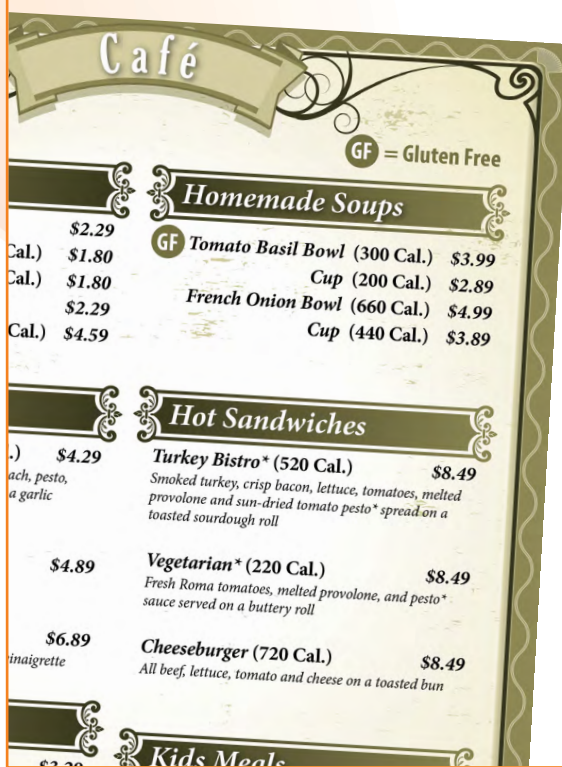 Café
GF = Gluten Free
$2.29
Cal.) $1.80
Cal.) $1.80
$2.29
Cal.) $4.59
Homemade Soups
GF Tomato Basil Bowl (300 Cal.) $3.99
Cup (200 Cal.) $2.89
French Onion Bowl (660 Cal.) $4.99
Cup (440 Cal.) $3.89
.) $4.29
ach, pesto,
a garlic
$4.89
$6.89
inaigrette
Hot Sandwiches
Turkey Bistro* (520 Cal.) $8.49
Smoked turkey, crisp bacon, lettuce, tomatoes, melted
provolone and sun-dried tomato pesto* spread on a
toasted sourdough roll
Vegetarian* (220 Cal.) $8.49
Fresh Roma tomatoes, melted provolone, and pesto*
sauce served on a buttery roll
Cheeseburger (720 Cal.) $8.49
All beef, lettuce, tomato and cheese on a toasted bun
Kids Meals